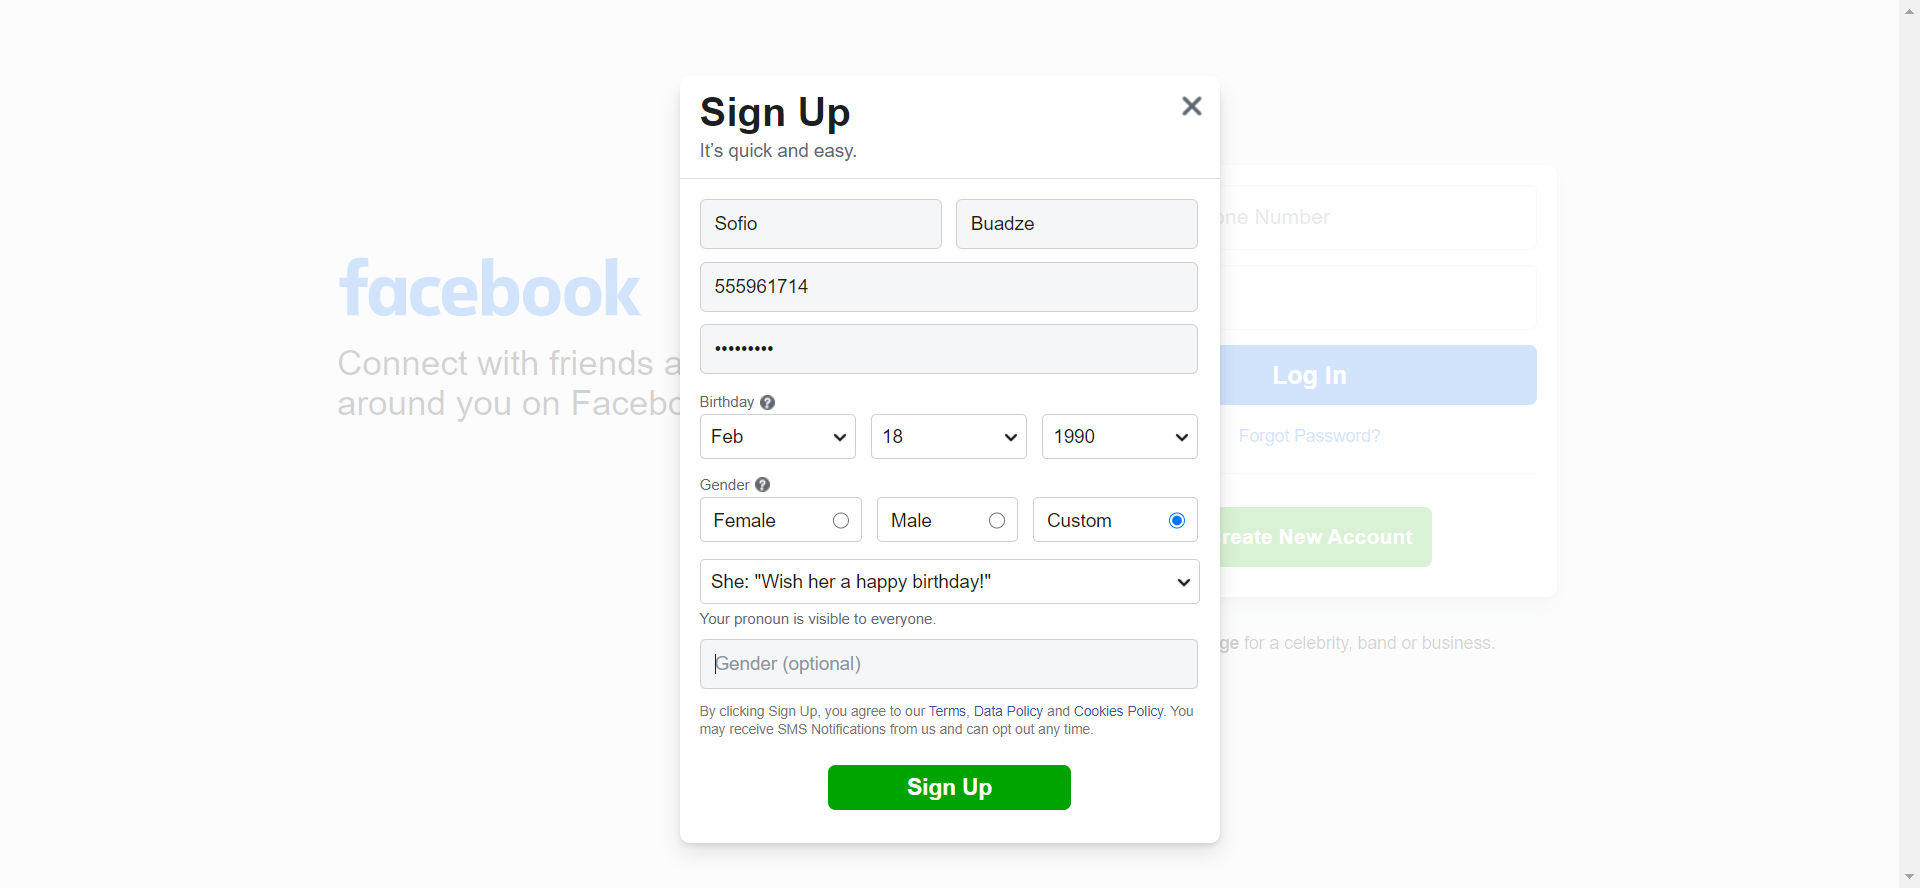 Sign Up
It's quick and easy.
Sofio Buadze
555961714
•••••••••
Birthday ?
Feb 18 1990
Gender ?
Female Male Custom
She: "Wish her a happy birthday!"
Your pronoun is visible to everyone.
Gender (optional)
By clicking Sign Up, you agree to our Terms, Data Policy and Cookies Policy. You
may receive SMS Notifications from us and can opt out any time.
Sign Up
facebook
Connect with friends
around you on
Number
Log In
Forgot Password?
New Account
for a celebrity, band or business.